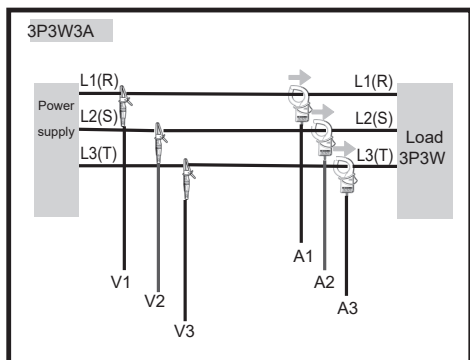 3P3W3A
L1(R) L1(R)
Power
supply
L2(S) L2(S)
Load
3P3W
L3(T) L3(T)
V1 A1
V2 A2
V3 A3